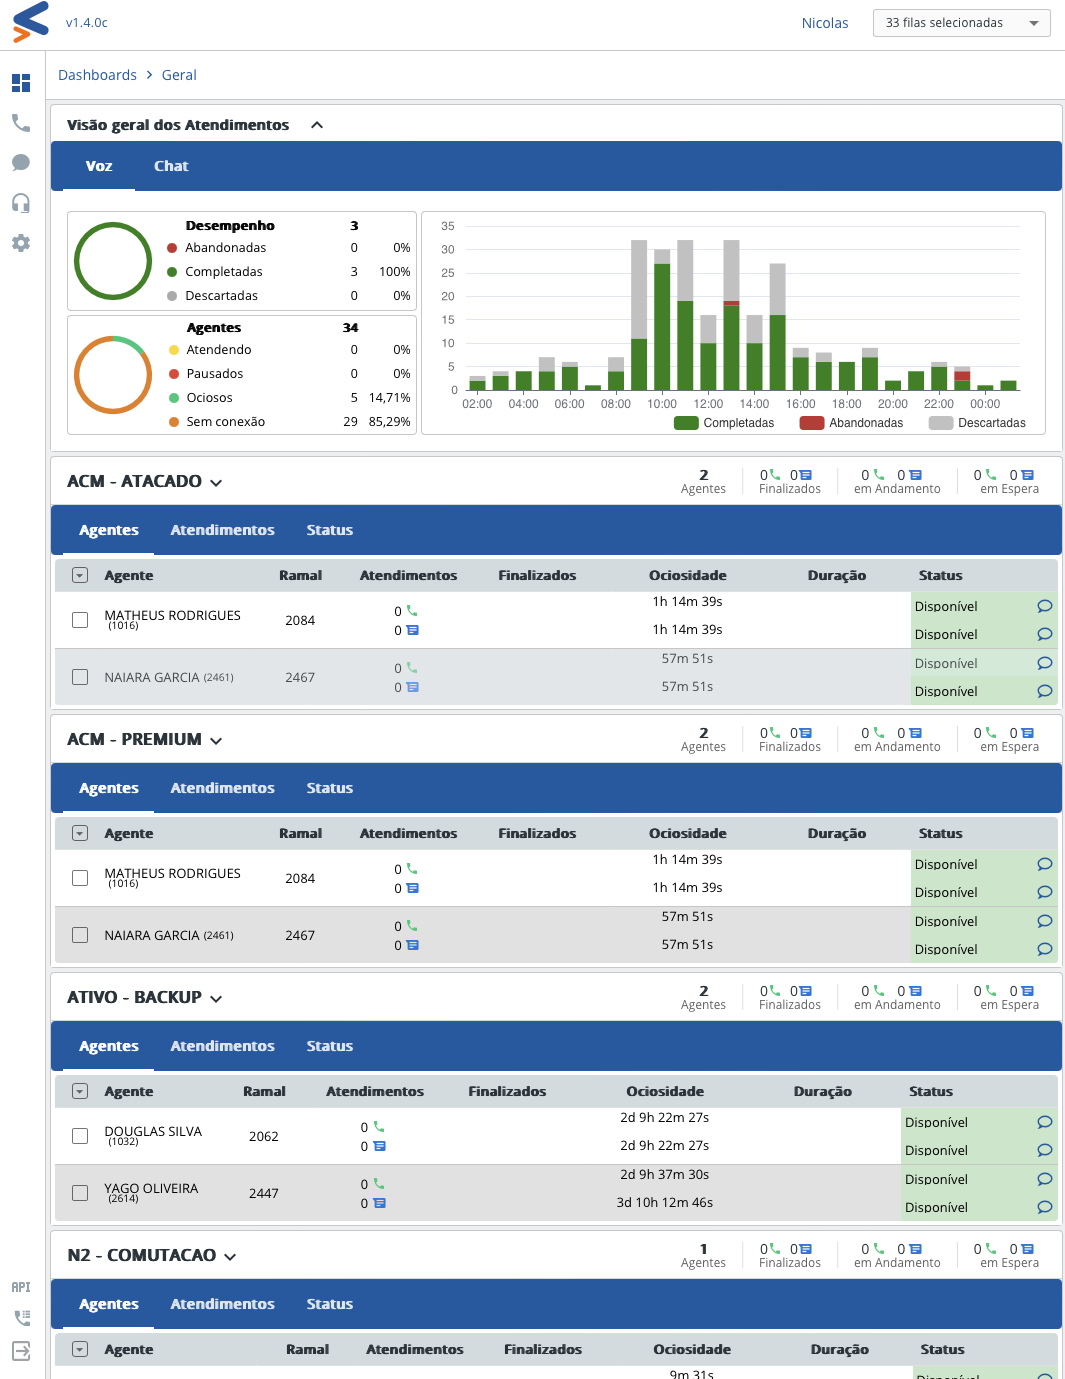 v1.4.0c
Nicolas
33 filas selecionadas
Dashboards > Geral
Visão geral dos Atendimentos
Voz Chat
Desempenho 3
Abandonadas 0 0%
Completadas 3 100%
Descartadas 0 0%
Agentes 34
Atendendo 0 0%
Pausados 0 0%
Ociosos 5 14,71%
Sem conexão 29 85,29%
35
30
25
20
15
10
5
0
02:00 04:00 06:00 08:00 10:00 12:00 14:00 16:00 18:00 20:00 22:00 00:00
Completadas Abandonadas Descartadas
ACM - ATACADO
2 0 0 0 0 0 0
Agentes Finalizados em Andamento em Espera
Agentes Atendimentos Status
Agente Ramal Atendimentos Finalizados Ociosidade Duração Status
MATHEUS RODRIGUES (1016) 2084 0 1h 14m 39s Disponível
0 1h 14m 39s Disponível
NAIARA GARCIA (2461) 2467 0 57m 51s Disponível
0 57m 51s Disponível
ACM - PREMIUM
2 0 0 0 0 0 0
Agentes Finalizados em Andamento em Espera
Agentes Atendimentos Status
Agente Ramal Atendimentos Finalizados Ociosidade Duração Status
MATHEUS RODRIGUES (1016) 2084 0 1h 14m 39s Disponível
0 1h 14m 39s Disponível
NAIARA GARCIA (2461) 2467 0 57m 51s Disponível
0 57m 51s Disponível
ATIVO - BACKUP
2 0 0 0 0 0 0
Agentes Finalizados em Andamento em Espera
Agentes Atendimentos Status
Agente Ramal Atendimentos Finalizados Ociosidade Duração Status
DOUGLAS SILVA (1032) 2062 0 2d 9h 22m 27s Disponível
0 2d 9h 22m 27s Disponível
YAGO OLIVEIRA (2614) 2447 0 2d 9h 37m 30s Disponível
0 3d 10h 12m 46s Disponível
N2 - COMUTACAO
1 0 0 0 0 0 0
Agentes Finalizados em Andamento em Espera
API
Agentes Atendimentos Status
Agente Ramal Atendimentos Finalizados Ociosidade Duração Status
9m 31s Disponível